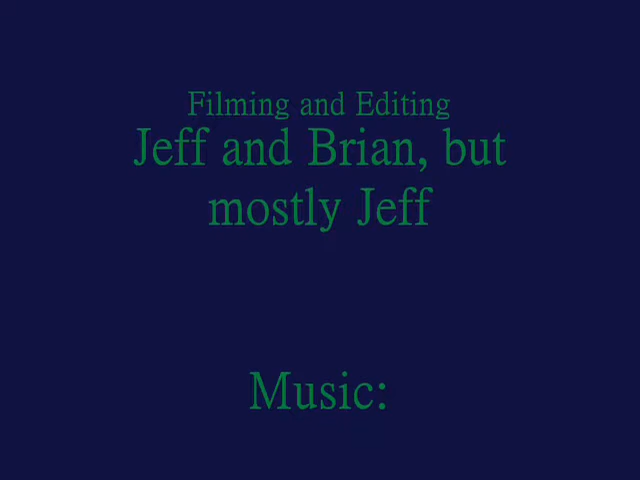 Filming and Editing
Jeff and Brian, but
mostly Jeff
Music: